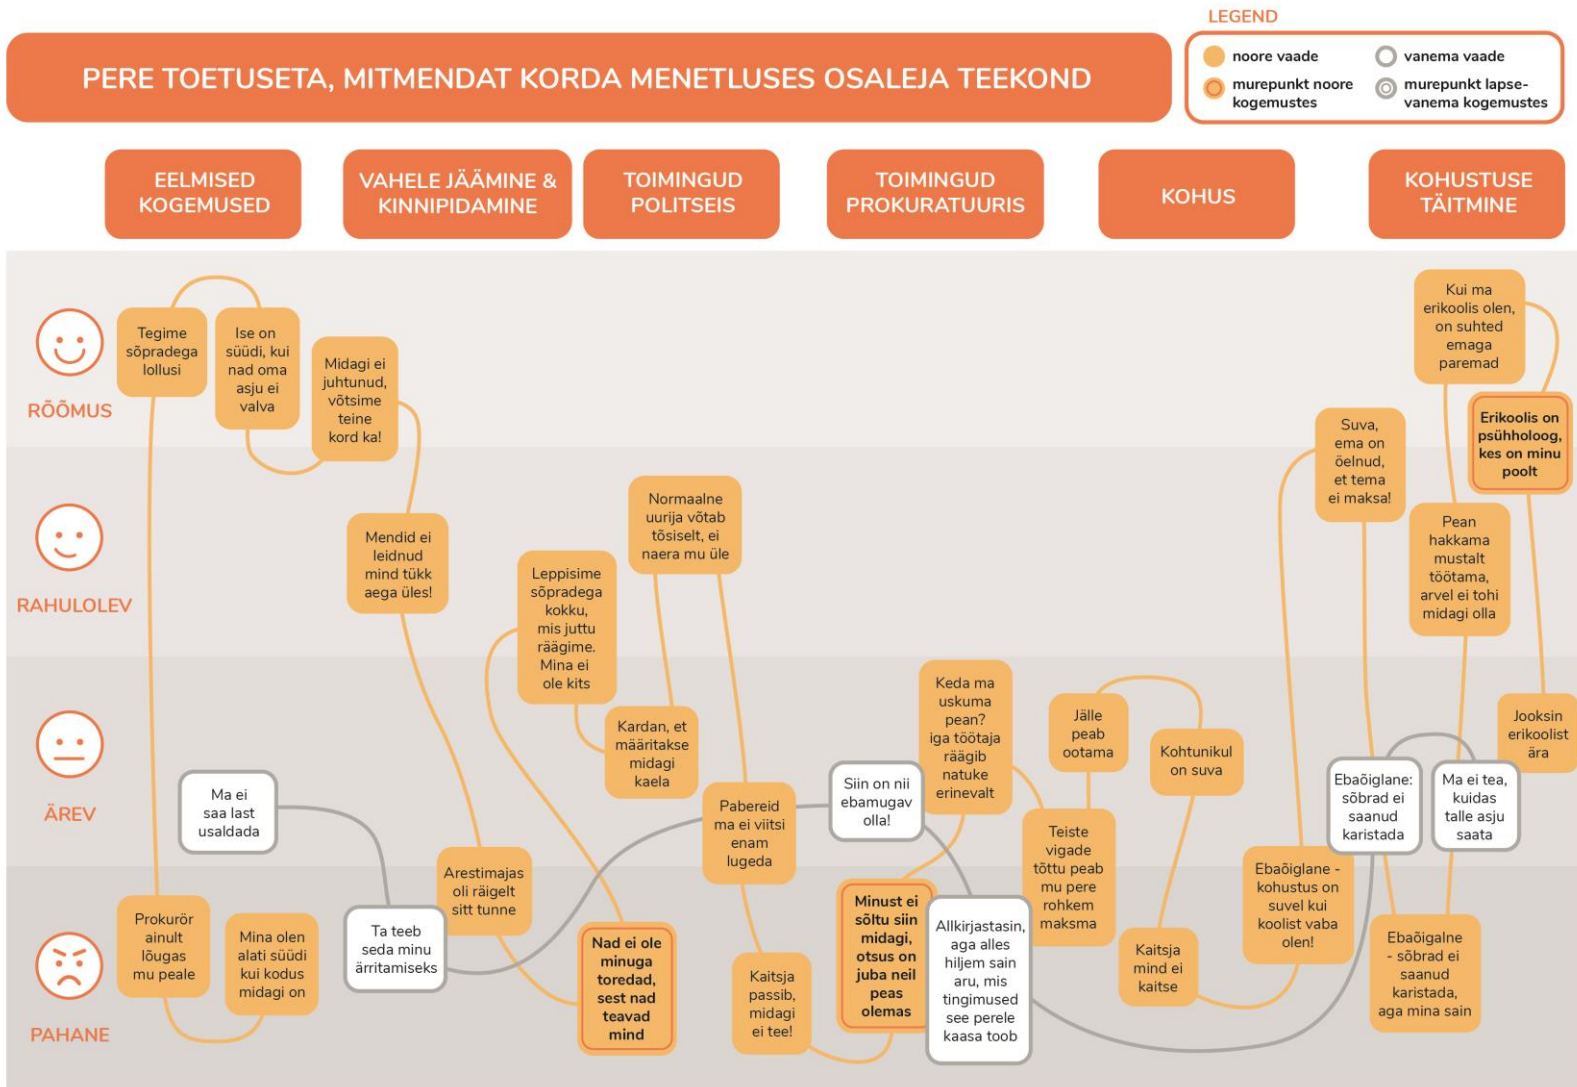 LEGEND
noore vaade
murepunkt noore
kogemustes
vanema vaade
murepunkt lapse-
vanema kogemustes
PERE TOETUSETA, MITMENDAT KORDA MENETLUSES OSALEJA TEEKOND
EELMISED
KOGEMUSED
VAHELE JÄÄMINE &
KINNIPIDAMINE
TOIMINGUD
POLITSEIS
TOIMINGUD
PROKURATUURIS
KOHUS
KOHUSTUSE
TÄITMINE
RÕÕMUS
RAHULOLEV
ÄREV
PAHANE
Tegime
sõpradega
lollusi
Ise on
süüdi, kui
nad oma
asju ei
valva
Midagi ei
juhtunud,
võtsime
teine
kord ka!
Prokurör
ainult
lõugas
mu peale
Mina olen
alati süüdi
kui kodus
midagi on
Ma ei
saa last
usaldada
Ta teeb
seda minu
ärritamiseks
Mendid ei
leidnud
mind tükk
aega üles!
Arestimajas
oli räigelt
sitt tunne
Leppisime
sõpradega
kokku,
mis juttu
räägime.
Mina ei
ole kits
Nad ei ole
minuga
toredad,
sest nad
teavad
mind
Kardan, et
määritakse
midagi
kaela
Normaalne
uurija võtab
tõsiselt, ei
naera mu üle
Pabereid
ma ei viitsi
enam
lugeda
Kaitsja
passib,
midagi
ei tee!
Siin on nii
ebamugav
olla!
Minust ei
sõltu siin
midagi,
otsus on
juba neil
peas
olemas
Keda ma
uskuma
pean?
iga töötaja
räägib
natuke
erinevalt
Allkirjastasin,
aga alles
hiljem sain
aru, mis
tingimused
see perele
kaasa toob
Teiste
vigade
tõttu peab
mu pere
rohkem
maksma
Jälle
peab
ootama
Kohtunikul
on suva
Kaitsja
mind ei
kaitse
Ebaõiglane -
kohustus on
suvel kui
koolist vaba
olen!
Suva,
ema on
öelnud,
et tema
ei maksa!
Ebaõiglane:
sõbrad ei
saanud
karistada
Ebaõigalne
- sõbrad ei
saanud
karistada,
aga mina sain
Ma ei tea,
kuidas
talle asju
saata
Pean
hakkama
mustalt
töötama,
arvel ei tohi
midagi olla
Kui ma
erikoolis olen,
on suhted
emaga
paremad
Erikoolis on
psühholoog,
kes on minu
poolt
Jooksin
erikoolist
ära